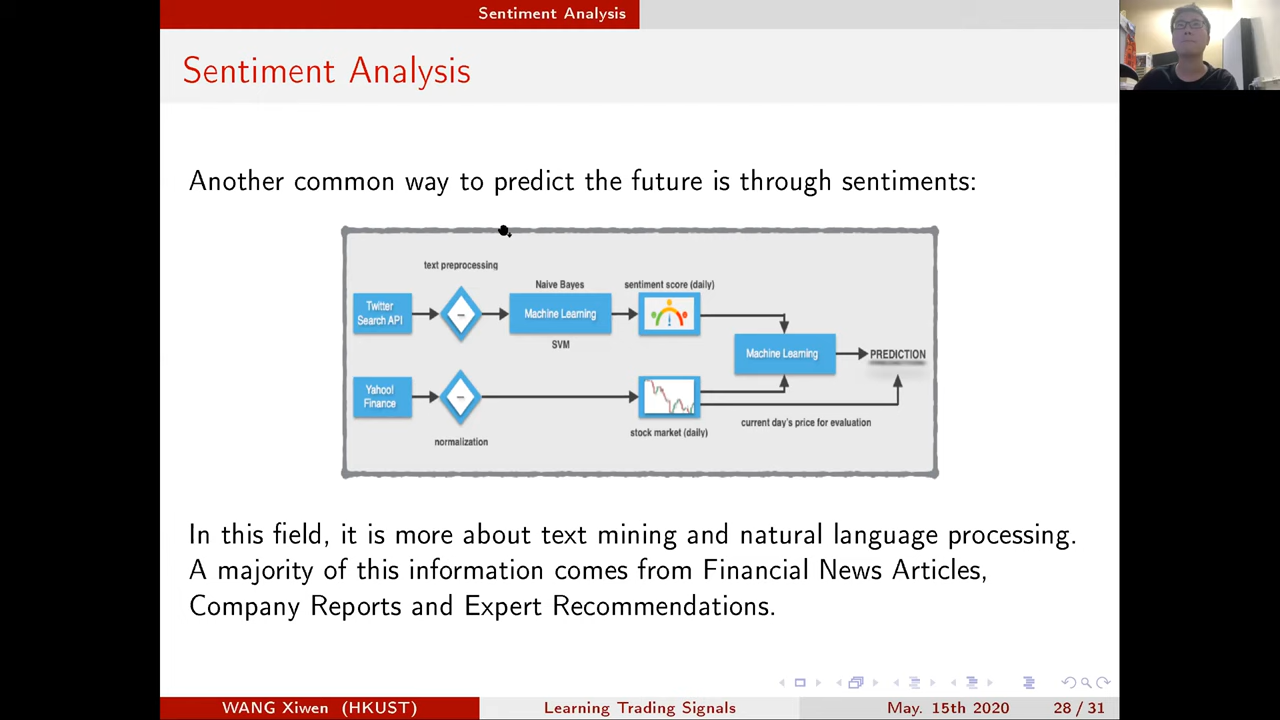 Sentiment Analysis
Sentiment Analysis
Another common way to predict the future is through sentiments:
text preprocessing
Naive Bayes
sentiment score (daily)
Twitter
Search API
Machine Learning
SVM
Machine Learning
PREDICTION
Yahoo!
Finance
normalization
stock market (daily)
current day's price for evaluation
In this field, it is more about text mining and natural language processing.
A majority of this information comes from Financial News Articles,
Company Reports and Expert Recommendations.
WANG Xiwen (HKUST)
Learning Trading Signals
May. 15th 2020
28 / 31